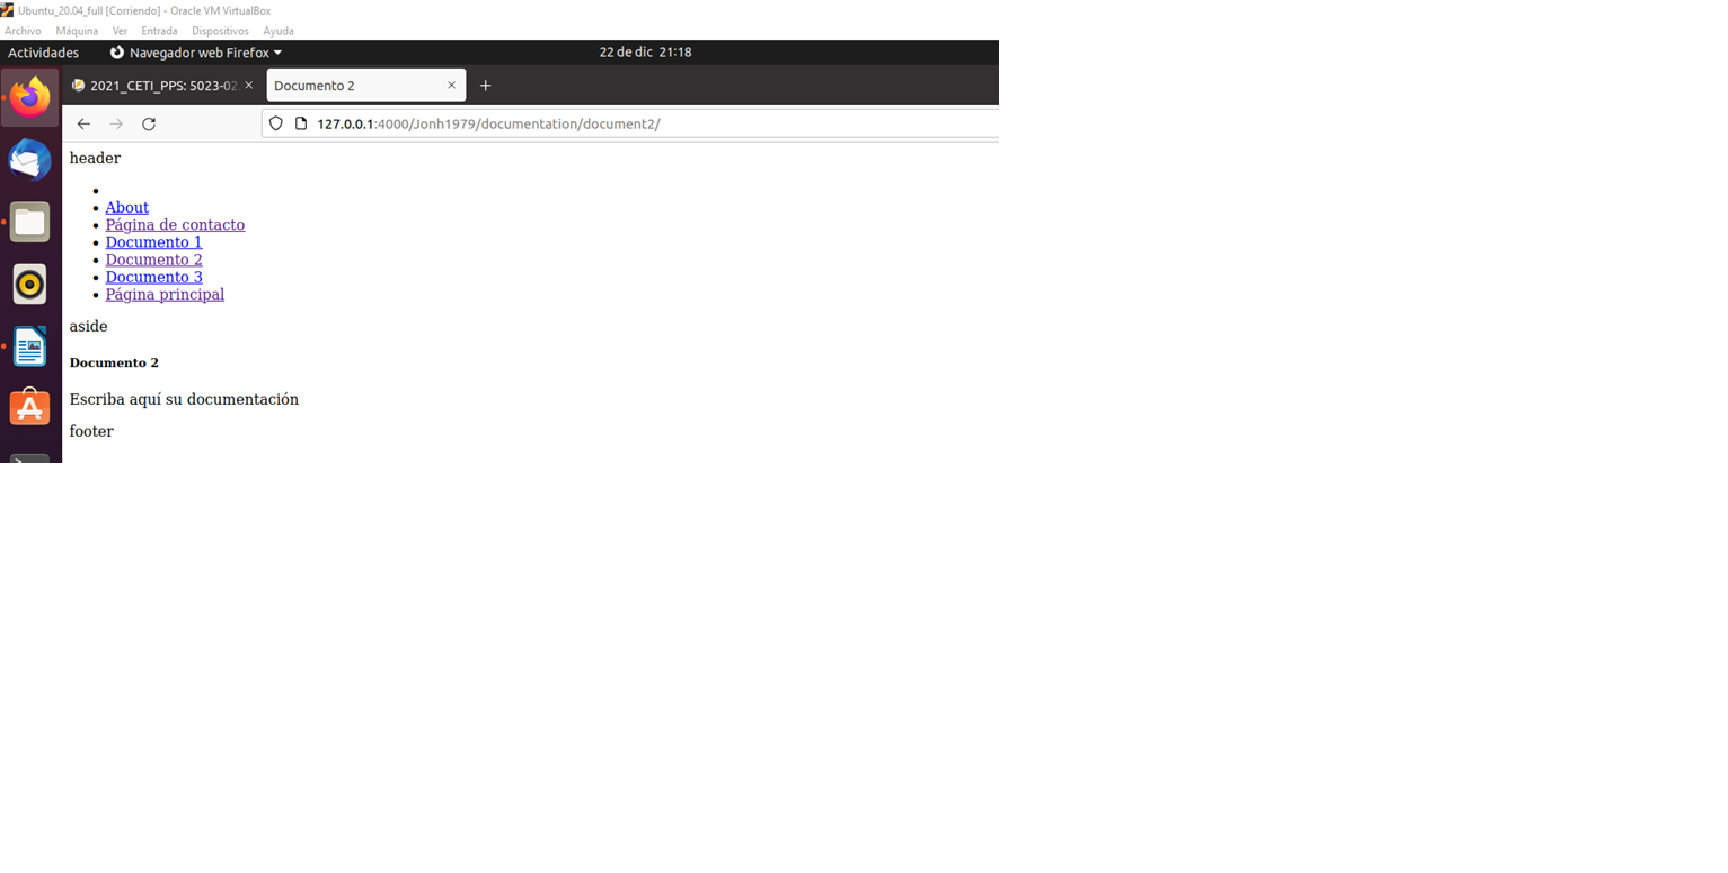 Ubuntu_20.04_full [Corriendo] - Oracle VM VirtualBox
Archivo Máquina Ver Entrada Dispositivos Ayuda
Actividades Navegador web Firefox 22 de dic 21:18
2021_CETI_PPS: 5023-02 Documento 2
127.0.0.1:4000/Jonh1979/documentation/document2/
header
About
Página de contacto
Documento 1
Documento 2
Documento 3
Página principal
aside
Documento 2
Escriba aquí su documentación
footer